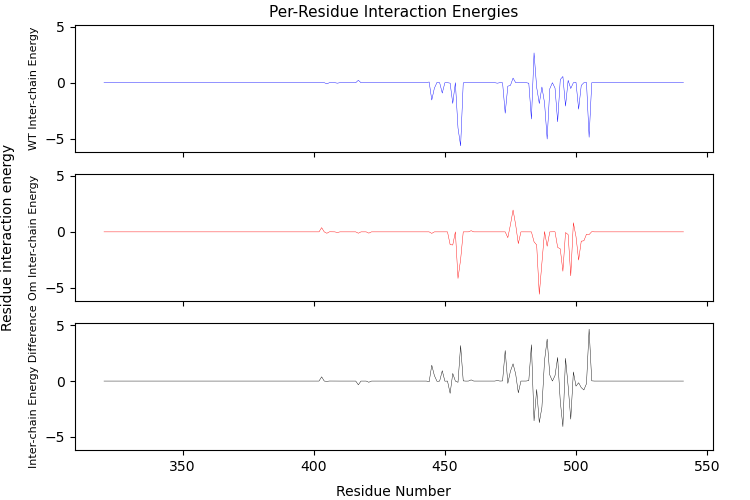 Per-Residue Interaction Energies
Residue interaction energy
WT Inter-chain Energy
5
0
−5
Om Inter-chain Energy
5
0
−5
Inter-chain Energy Difference
5
0
−5
350
400
450
500
550
Residue Number